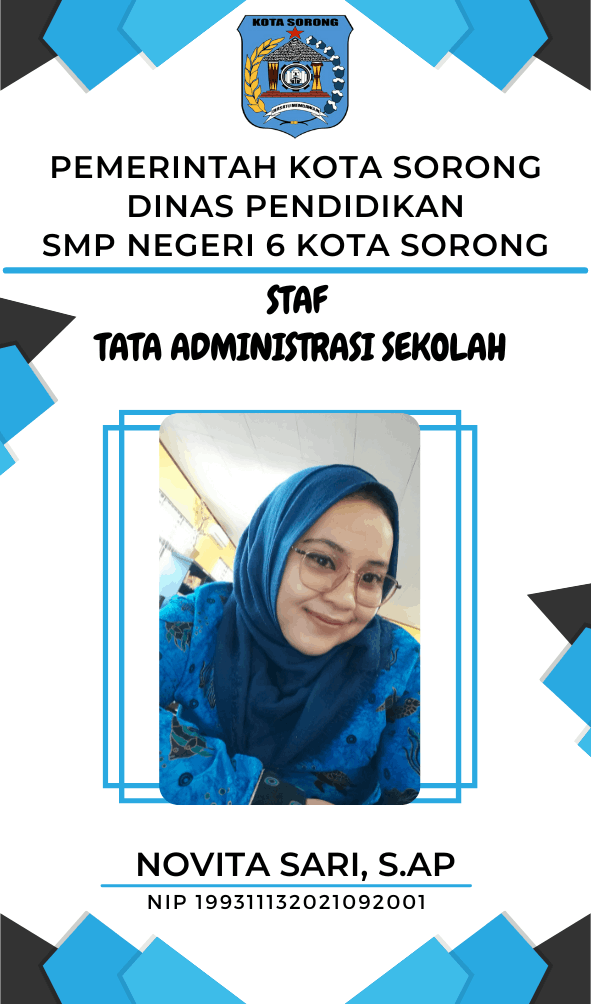 KOTA SORONG
PEMERINTAH KOTA SORONG
DINAS PENDIDIKAN
SMP NEGERI 6 KOTA SORONG
STAF
TATA ADMINISTRASI SEKOLAH
NOVITA SARI, S.AP
NIP 199311132021092001